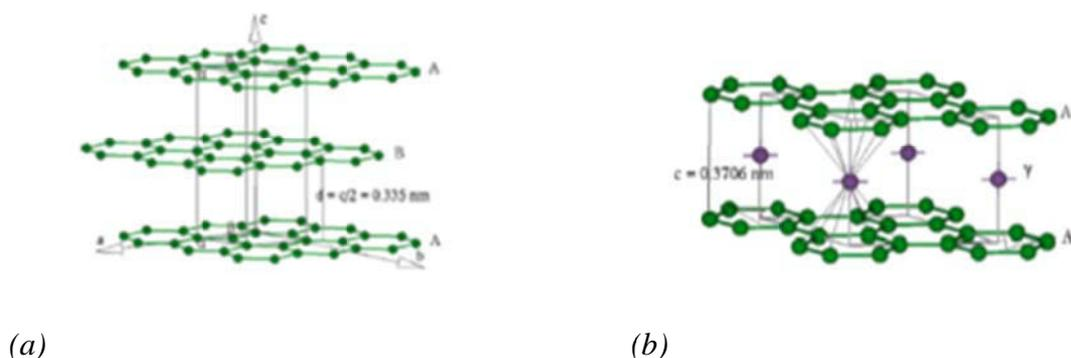 c
A
B
d = c/2 = 0.335 nm
A
a
b
A
c = 0.3706 nm
γ
A
(a)
(b)